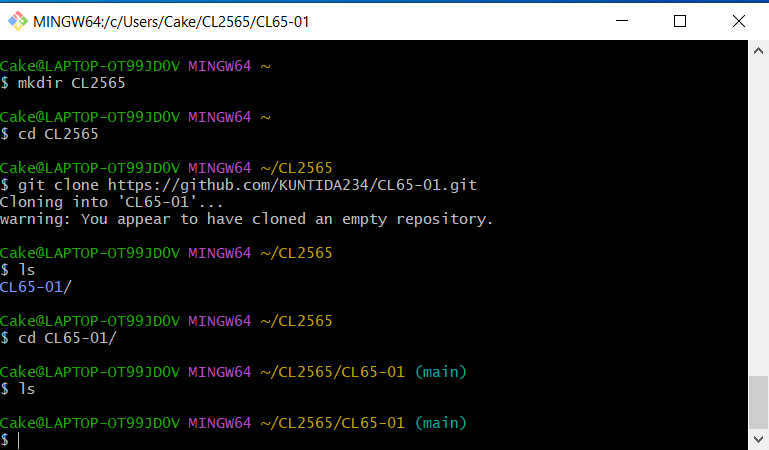 MINGW64:/c/Users/Cake/CL2565/CL65-01
Cake@LAPTOP-OT99JD0V MINGW64 ~
$ mkdir CL2565
Cake@LAPTOP-OT99JD0V MINGW64 ~
$ cd CL2565
Cake@LAPTOP-OT99JD0V MINGW64 ~/CL2565
$ git clone https://github.com/KUNTIDA234/CL65-01.git
Cloning into 'CL65-01'...
warning: You appear to have cloned an empty repository.
Cake@LAPTOP-OT99JD0V MINGW64 ~/CL2565
$ ls
CL65-01/
Cake@LAPTOP-OT99JD0V MINGW64 ~/CL2565
$ cd CL65-01/
Cake@LAPTOP-OT99JD0V MINGW64 ~/CL2565/CL65-01 (main)
$ ls
Cake@LAPTOP-OT99JD0V MINGW64 ~/CL2565/CL65-01 (main)
$